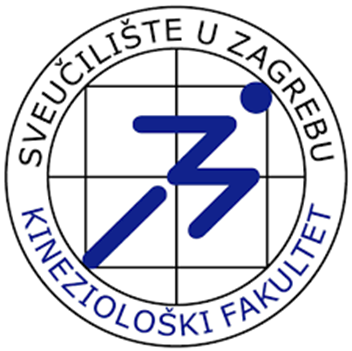 SVEUČILIŠTE U ZAGREBU
KINEZIOLOŠKI FAKULTET